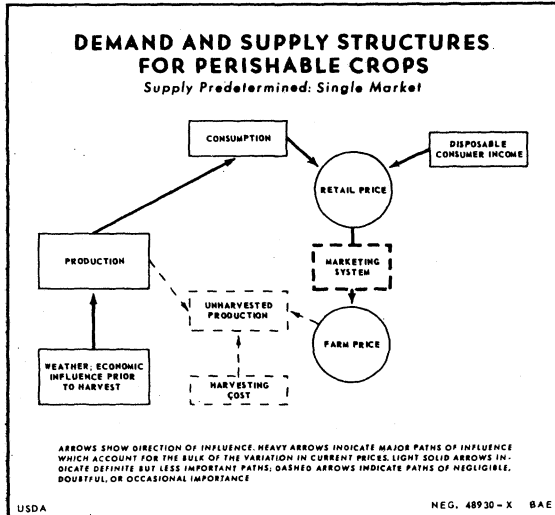 DEMAND AND SUPPLY STRUCTURES
FOR PERISHABLE CROPS
Supply Predetermined: Single Market
CONSUMPTION
DISPOSABLE
CONSUMER INCOME
RETAIL PRICE
PRODUCTION
MARKETING
SYSTEM
UNHARVESTED
PRODUCTION
FARM PRICE
WEATHER; ECONOMIC
INFLUENCE PRIOR
TO HARVEST
HARVESTING
COST
ARROWS SHOW DIRECTION OF INFLUENCE. HEAVY ARROWS INDICATE MAJOR PATHS OF INFLUENCE
WHICH ACCOUNT FOR THE BULK OF THE VARIATION IN CURRENT PRICES. LIGHT SOLID ARROWS IN-
DICATE DEFINITE BUT LESS IMPORTANT PATHS; DASHED ARROWS INDICATE PATHS OF NEGLIGIBLE,
DOUBTFUL, OR OCCASIONAL IMPORTANCE
USDA
NEG. 48930-X BAE